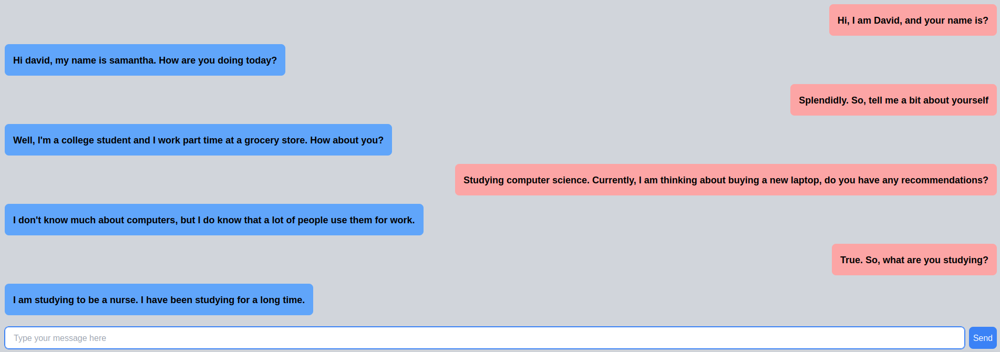 Hi, I am David, and your name is?
Hi david, my name is samantha. How are you doing today?
Splendidly. So, tell me a bit about yourself
Well, I'm a college student and I work part time at a grocery store. How about you?
Studying computer science. Currently, I am thinking about buying a new laptop, do you have any recommendations?
I don't know much about computers, but I do know that a lot of people use them for work.
True. So, what are you studying?
I am studying to be a nurse. I have been studying for a long time.
Type your message here
Send